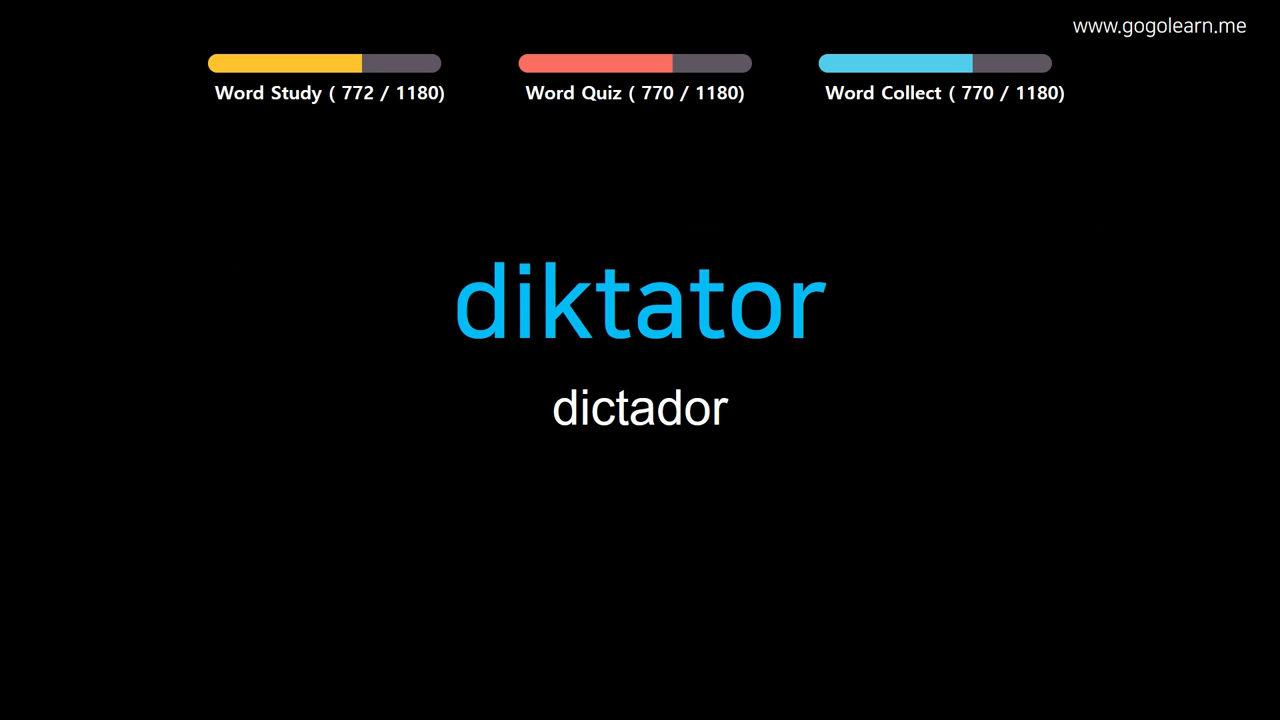 www.gogolearn.me
Word Study ( 772 / 1180)
Word Quiz ( 770 / 1180)
Word Collect ( 770 / 1180)
diktator
dictador